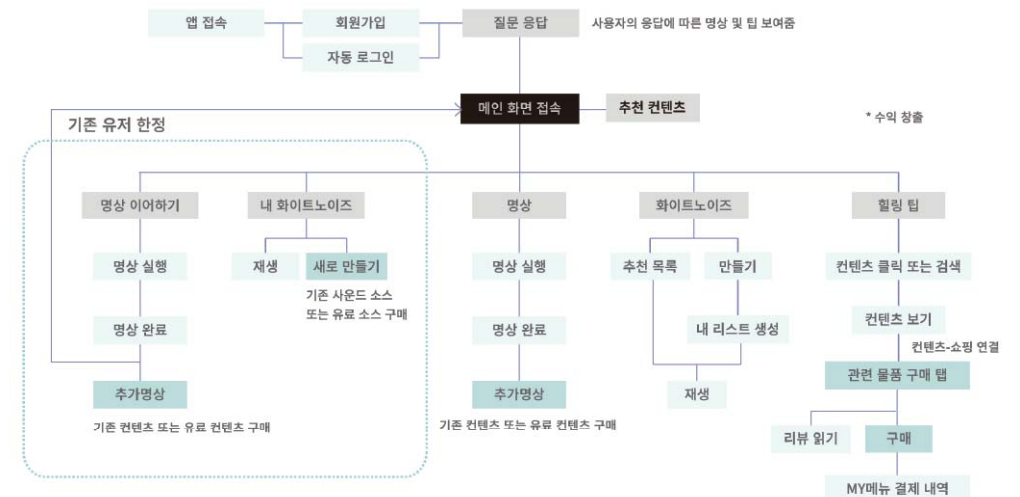 앱 접속
회원가입
질문 응답
사용자의 응답에 따른 명상 및 팁 보여줌
자동 로그인
메인 화면 접속
추천 컨텐츠
* 수익 창출
기존 유저 한정
명상 이어하기
내 화이트노이즈
명상
화이트노이즈
힐링 팁
명상 실행
재생
새로 만들기
명상 실행
추천 목록
만들기
컨텐츠 클릭 또는 검색
기존 사운드 소스
또는 유료 소스 구매
명상 완료
명상 완료
내 리스트 생성
컨텐츠 보기
컨텐츠-쇼핑 연결
관련 물품 구매 탭
추가명상
추가명상
재생
기존 컨텐츠 또는 유료 컨텐츠 구매
기존 컨텐츠 또는 유료 컨텐츠 구매
리뷰 읽기
구매
MY메뉴 결제 내역